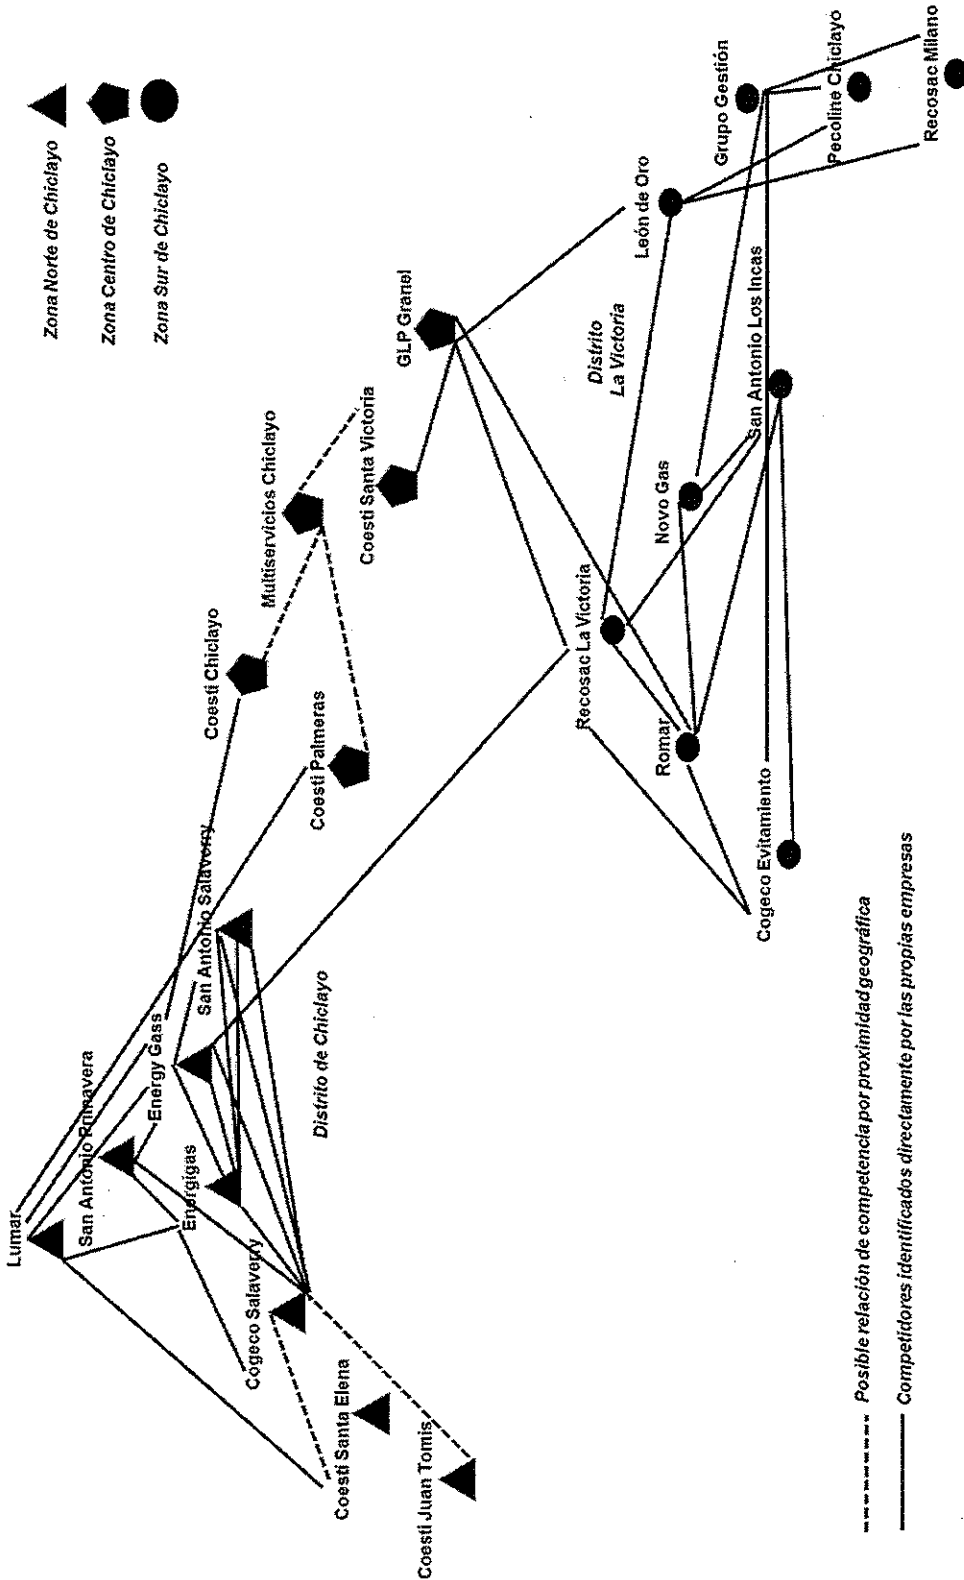 Zona Norte de Chiclayo
Zona Centro de Chiclayo
Zona Sur de Chiclayo
Lumar
San Antonio Primavera
Energy Gass
San Antonio Salaverry
Energigas
Cogeco Salaverry
Coesti Santa Elena
Coesti Juan Tomis
Distrito de Chiclayo
Coesti Chiclayo
Multiservicios Chiclayo
Coesti Palmeras
Coesti Santa Victoria
GLP Granel
Distrito
La Victoria
León de Oro
Grupo Gestión
Pecoline Chiclayo
Recosac Milano
Recosac La Victoria
Novo Gas
San Antonio Los Incas
Romar
Cogeco Evitamiento
Posible relación de competencia por proximidad geográfica
Competidores identificados directamente por las propias empresas